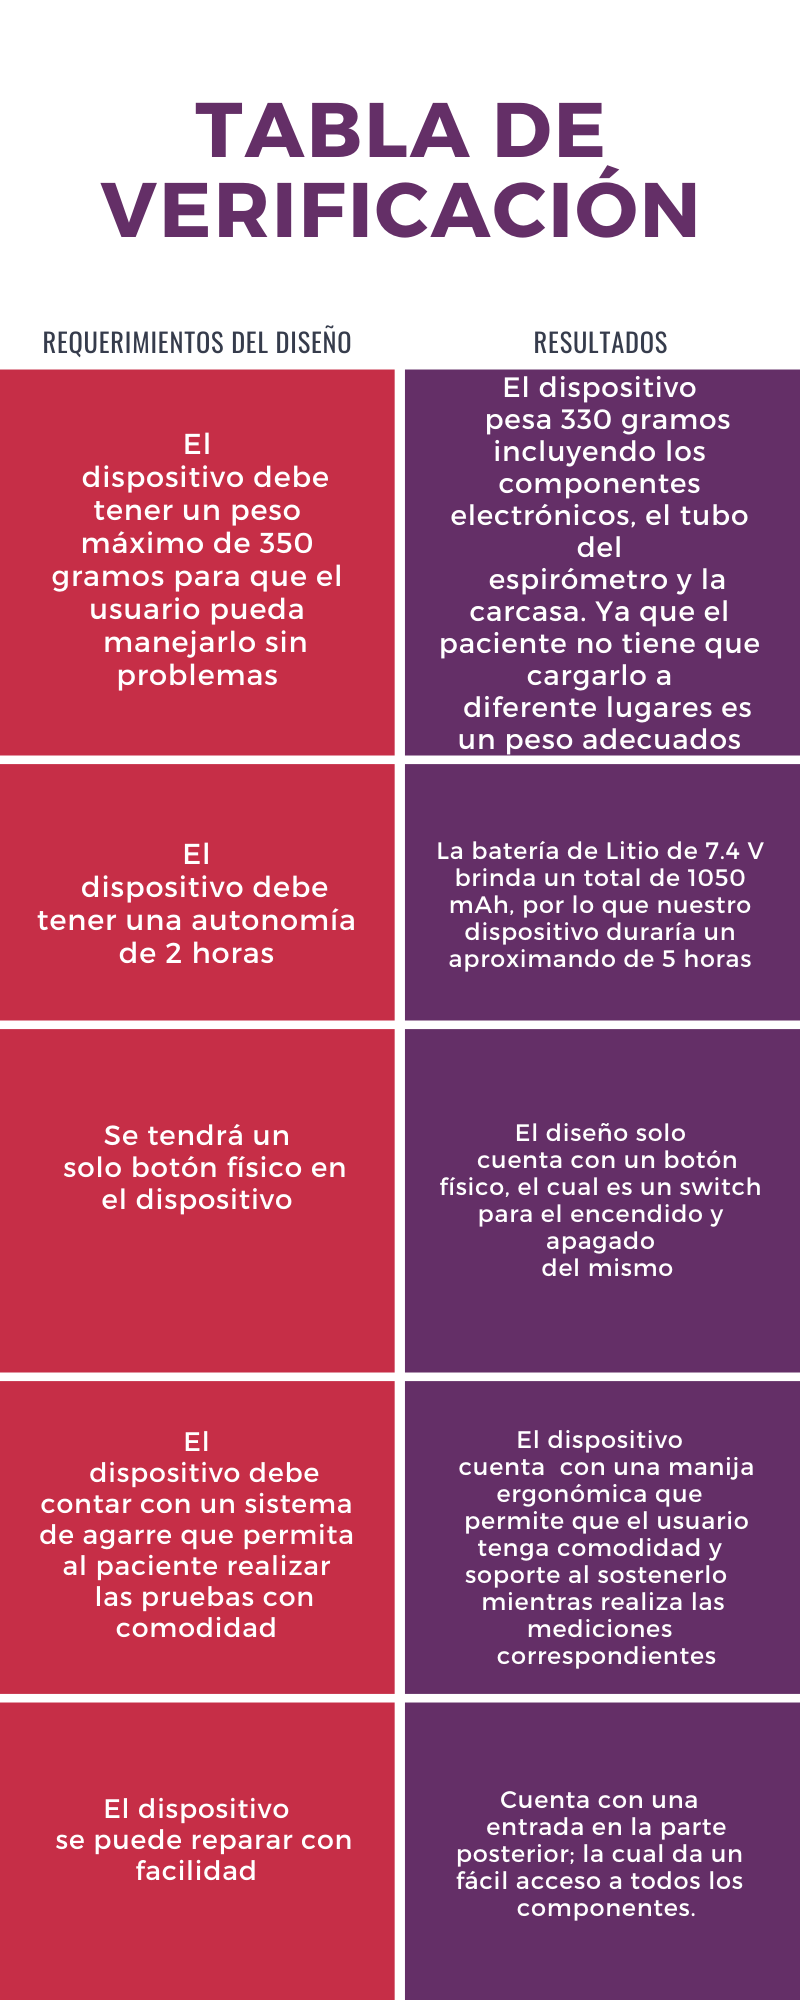 TABLA DE
VERIFICACIÓN
REQUERIMIENTOS DEL DISEÑO
RESULTADOS
El
dispositivo debe
tener un peso
máximo de 350
gramos para que el
usuario pueda
manejarlo sin
problemas
El dispositivo
pesa 330 gramos
incluyendo los
componentes
electrónicos, el tubo
del
espirómetro y la
carcasa. Ya que el
paciente no tiene que
cargarlo a
diferente lugares es
un peso adecuados
El
dispositivo debe
tener una autonomía
de 2 horas
La batería de Litio de 7.4 V
brinda un total de 1050
mAh, por lo que nuestro
dispositivo duraría un
aproximando de 5 horas
Se tendrá un
solo botón físico en
el dispositivo
El diseño solo
cuenta con un botón
físico, el cual es un switch
para el encendido y
apagado
del mismo
El
dispositivo debe
contar con un sistema
de agarre que permita
al paciente realizar
las pruebas con
comodidad
El dispositivo
cuenta  con una manija
ergonómica que
permite que el usuario
tenga comodidad y
soporte al sostenerlo
mientras realiza las
mediciones
correspondientes
El dispositivo
se puede reparar con
facilidad
Cuenta con una
entrada en la parte
posterior; la cual da un
fácil acceso a todos los
componentes.